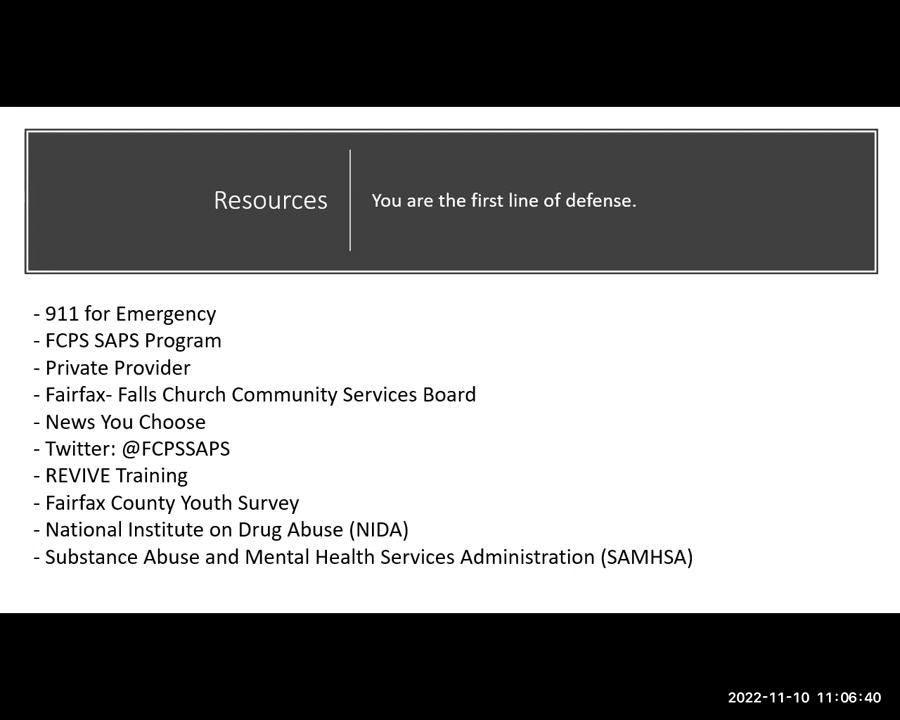 Resources
You are the first line of defense.
- 911 for Emergency
- FCPS SAPS Program
- Private Provider
- Fairfax- Falls Church Community Services Board
- News You Choose
- Twitter: @FCPSSAPS
- REVIVE Training
- Fairfax County Youth Survey
- National Institute on Drug Abuse (NIDA)
- Substance Abuse and Mental Health Services Administration (SAMHSA)
2022-11-10 11:06:40